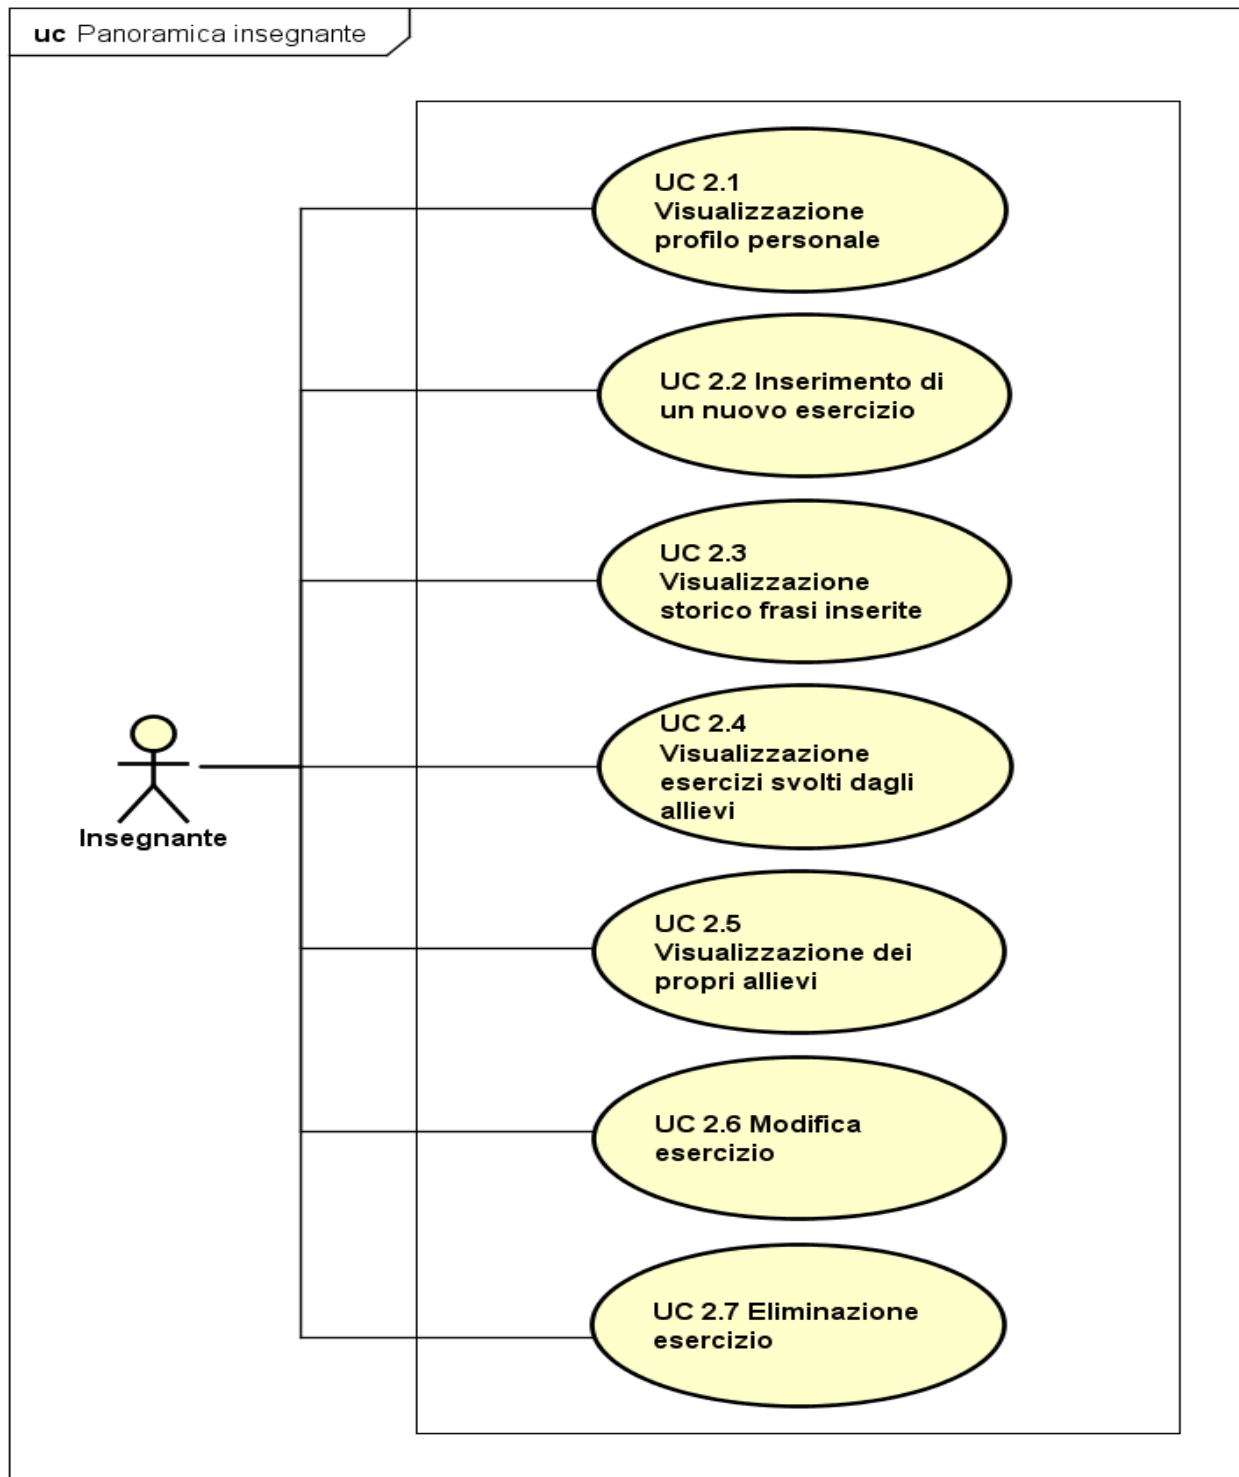 uc Panoramica insegnante
UC 2.1
Visualizzazione
profilo personale
UC 2.2 Inserimento di
un nuovo esercizio
UC 2.3
Visualizzazione
storico frasi inserite
UC 2.4
Visualizzazione
esercizi svolti dagli
allievi
Insegnante
UC 2.5
Visualizzazione dei
propri allievi
UC 2.6 Modifica
esercizio
UC 2.7 Eliminazione
esercizio